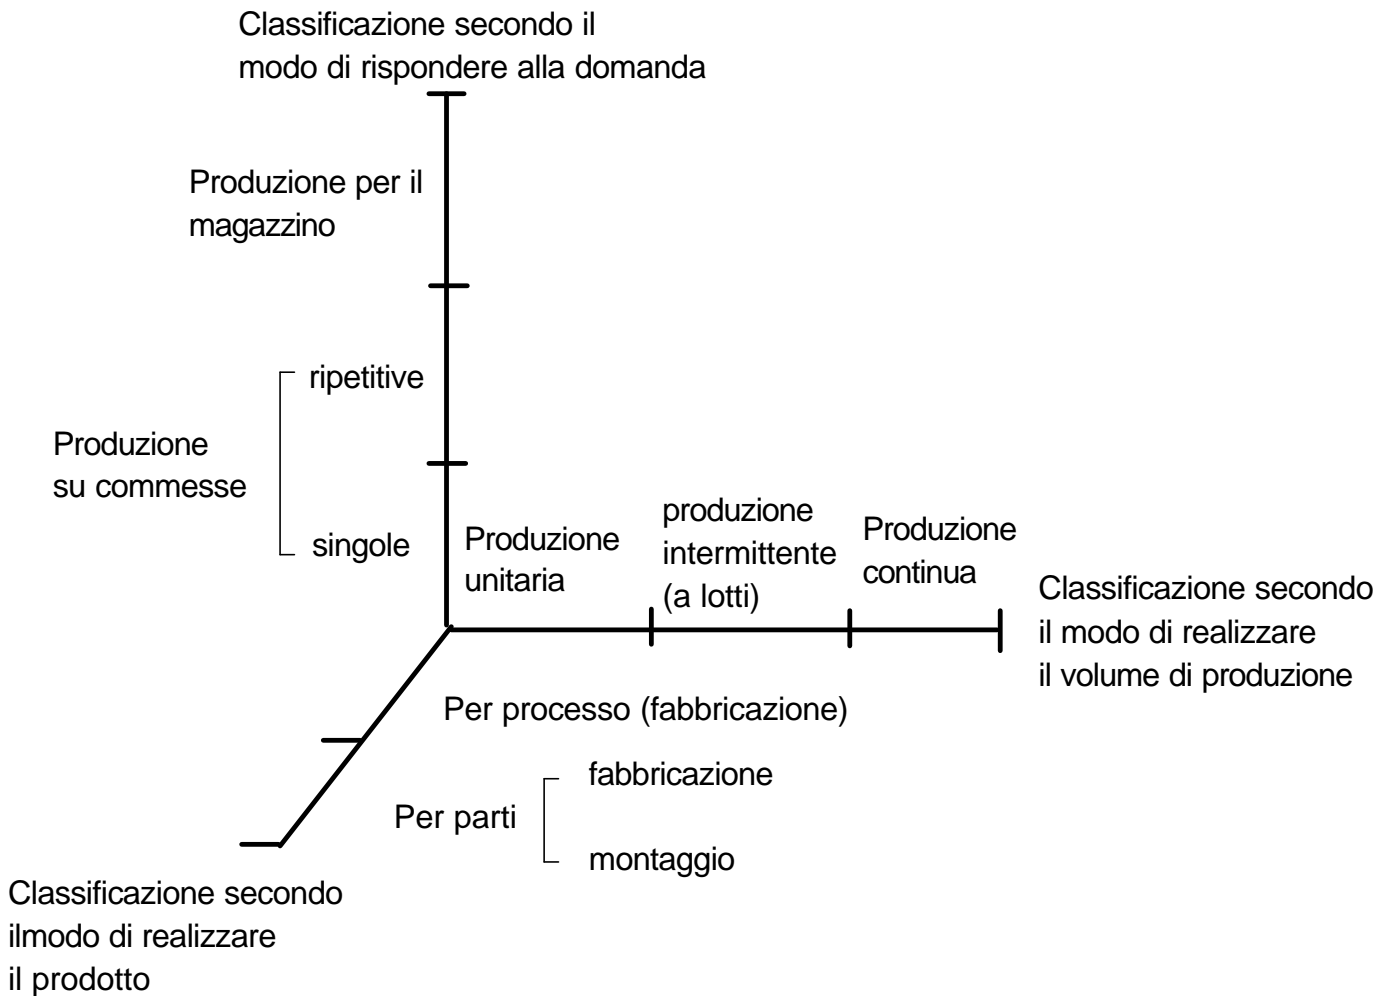 Classificazione secondo il
modo di rispondere alla domanda
Produzione per il
magazzino
ripetitive
Produzione
su commesse
singole
Produzione
unitaria
produzione
intermittente
(a lotti)
Produzione
continua
Classificazione secondo
il modo di realizzare
il volume di produzione
Per processo (fabbricazione)
fabbricazione
Per parti
montaggio
Classificazione secondo
ilmodo di realizzare
il prodotto